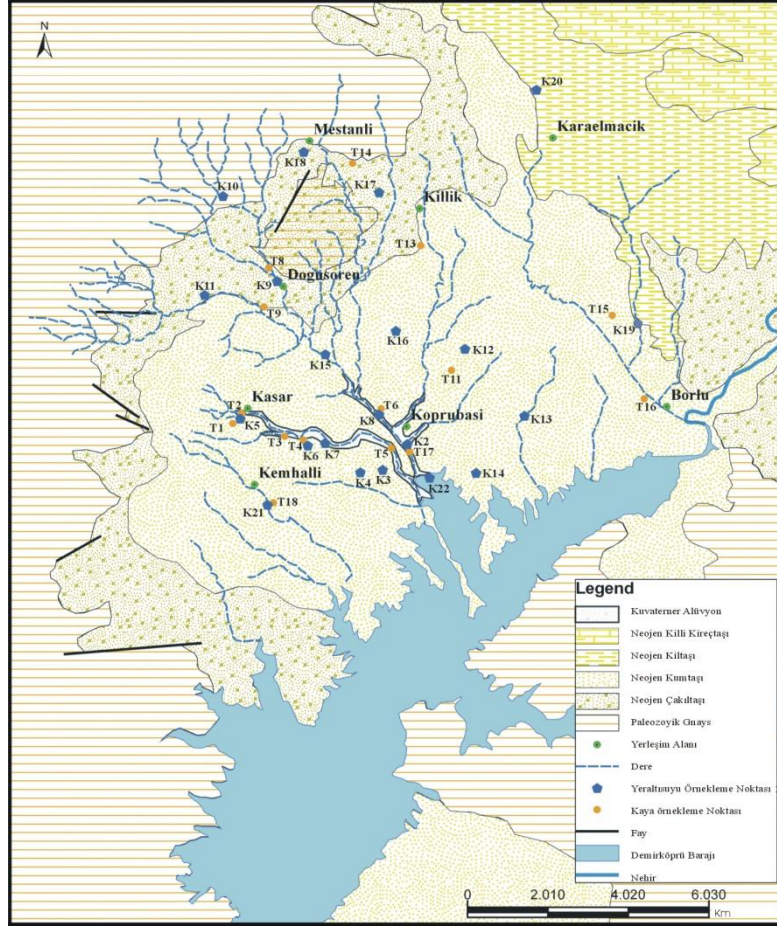 N
K20
Karaelmacik
Mestanli
K18
T14
K10
K17
Killik
T13
T8
K9
Dogusoren
K11
T9
T15
K19
K16
K12
K15
T11
Kasar
T2
K5
T1
T6
K8
Koprubasi
K13
T16
Borlu
T3
T4
K6
K7
T5
K2
T17
Kemhalli
K4
K3
K22
K14
K21
T18
Legend
Kuvaterner Alüvyon
Neojen Killi Kireçtaşı
Neojen Kiltaşı
Neojen Kumtaşı
Neojen Çakıltaşı
Paleozoyik Gnays
Yerleşim Alanı
Dere
Yeraltısuyu Örnekleme Noktası
Kaya örnekleme Noktası
Fay
Demirköprü Barajı
Nehir
0 2.010 4.020 6.030
Km